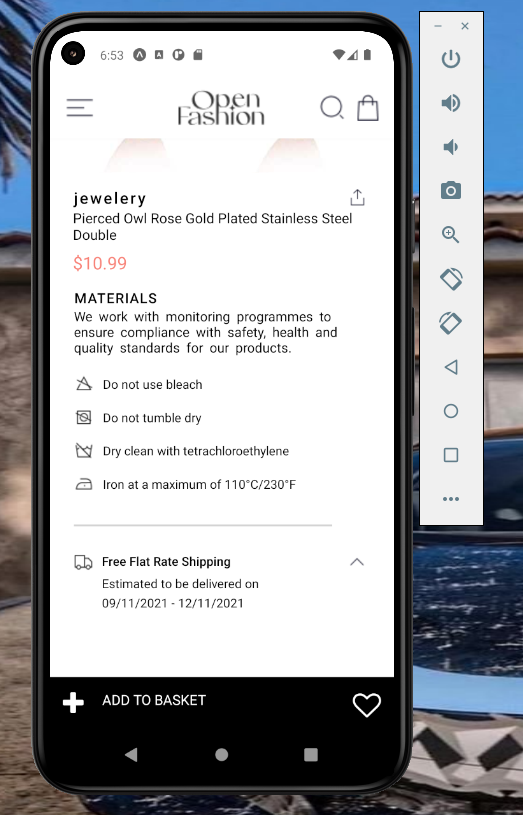 6:53
Open
Fashion
jewelery
Pierced Owl Rose Gold Plated Stainless Steel
Double
$10.99
MATERIALS
We work with monitoring programmes to
ensure compliance with safety, health and
quality standards for our products.
Do not use bleach
Do not tumble dry
Dry clean with tetrachloroethylene
Iron at a maximum of 110°C/230°F
Free Flat Rate Shipping
Estimated to be delivered on
09/11/2021 - 12/11/2021
ADD TO BASKET